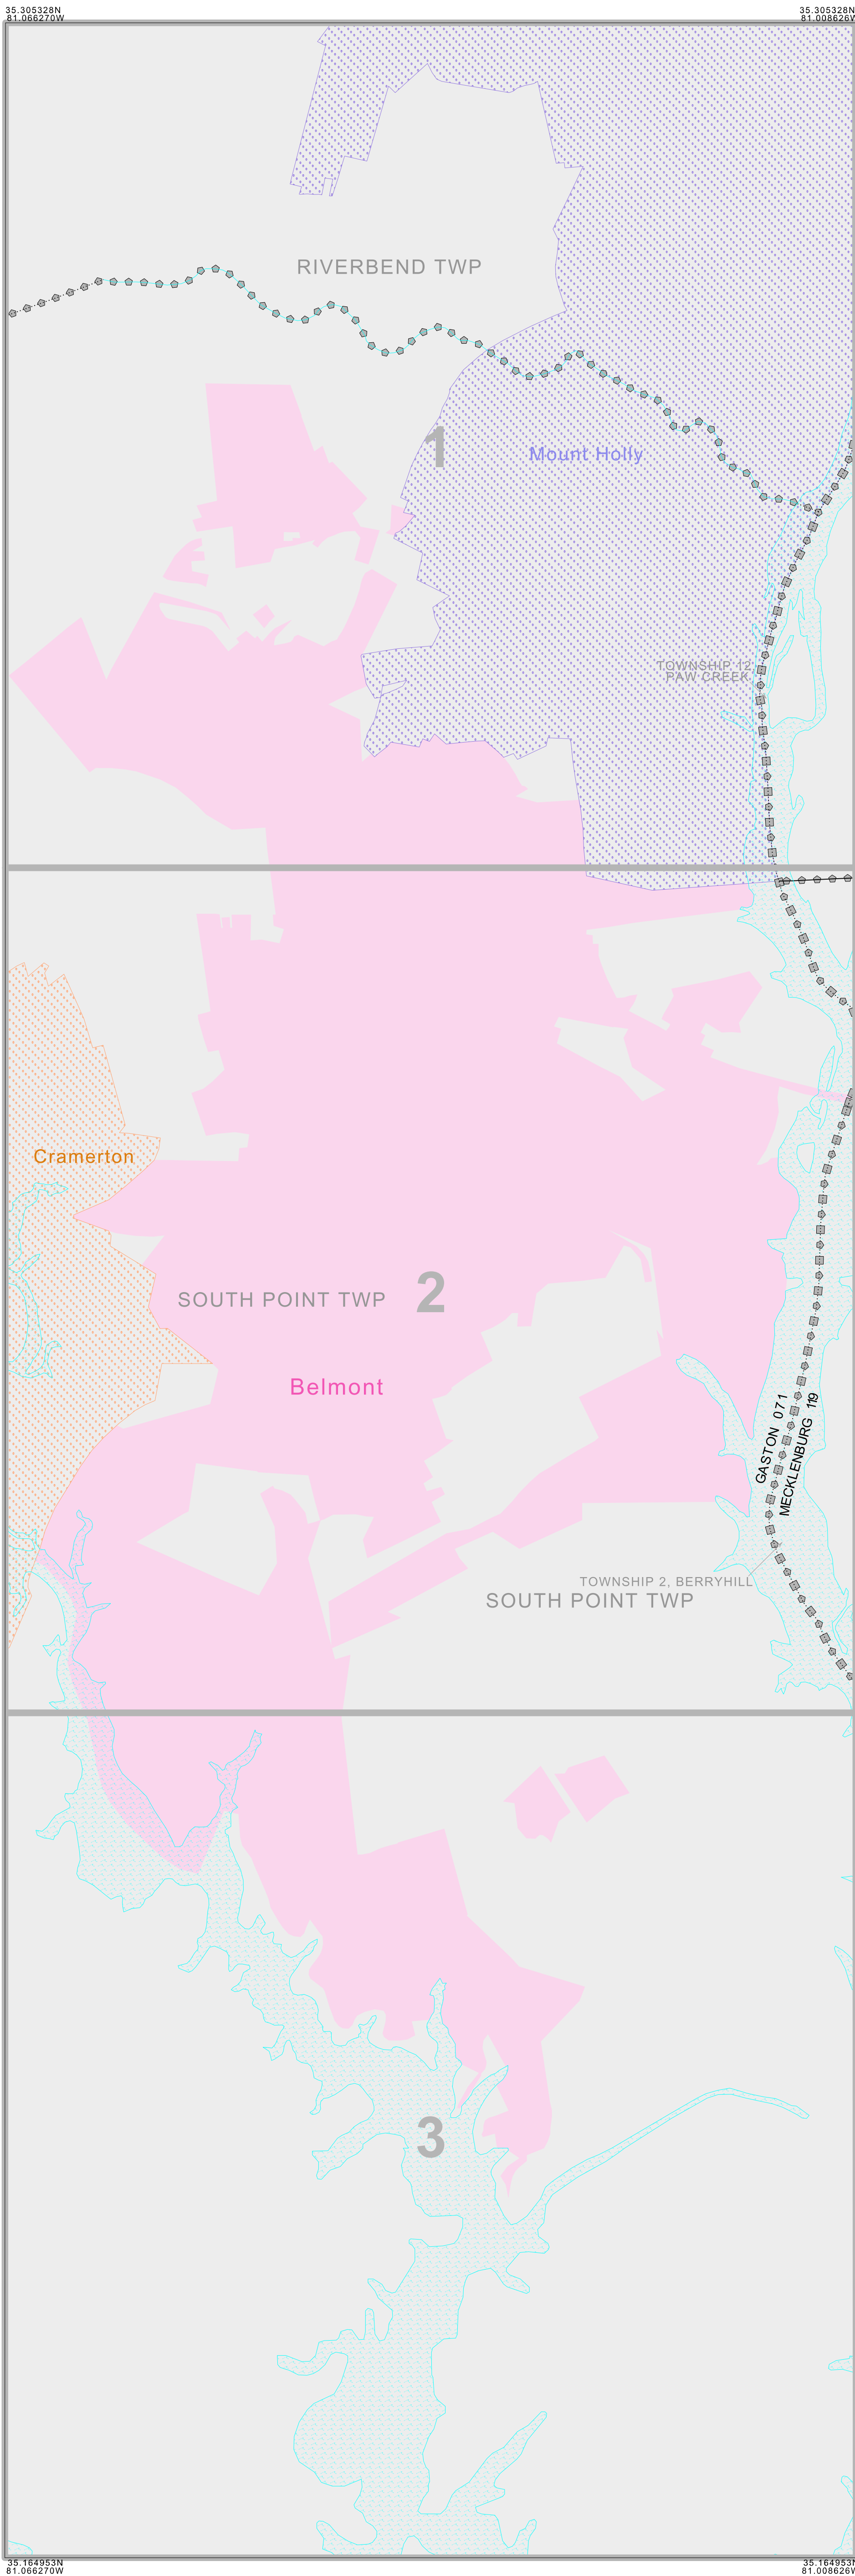 35.305328N
81.066270W
35.305328N
81.008626W
RIVERBEND TWP
1
Mount Holly
TOWNSHIP 12,
PAW CREEK
Cramerton
SOUTH POINT TWP
2
Belmont
GASTON 071
MECKLENBURG 119
TOWNSHIP 2, BERRYHILL
SOUTH POINT TWP
3
35.164953N
81.066270W
35.164953N
81.008626W